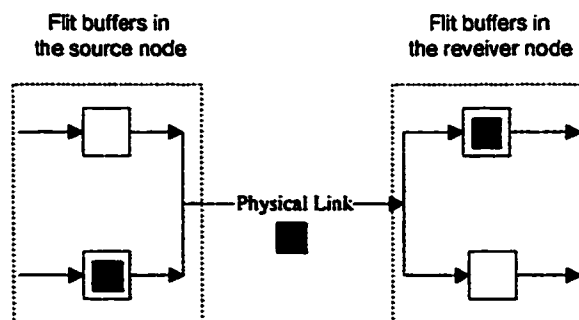 Flit buffers in
the source node
Flit buffers in
the reveiver node
Physical Link